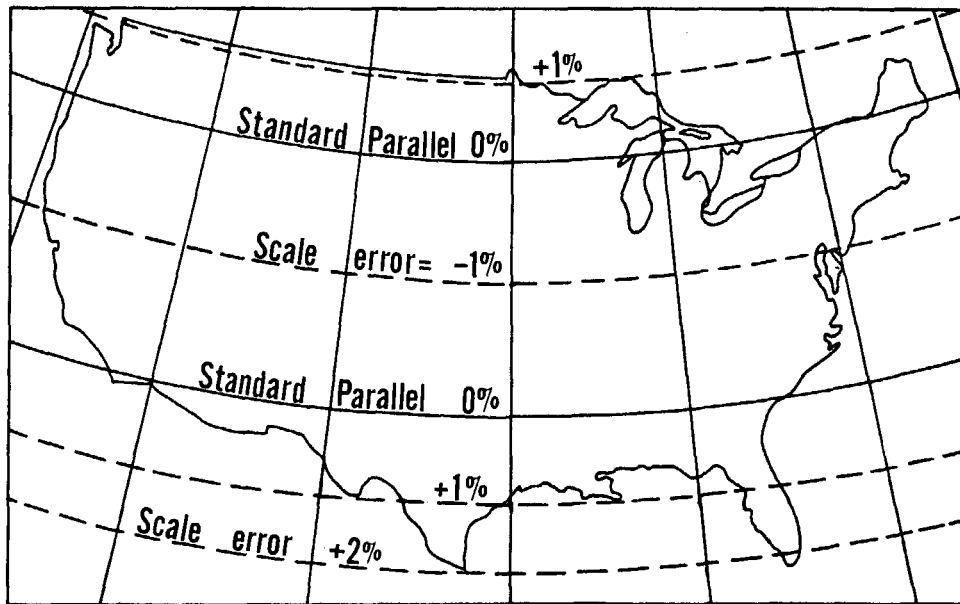 +1%
Standard Parallel 0%
Scale error= -1%
Standard Parallel 0%
+1%
Scale error +2%